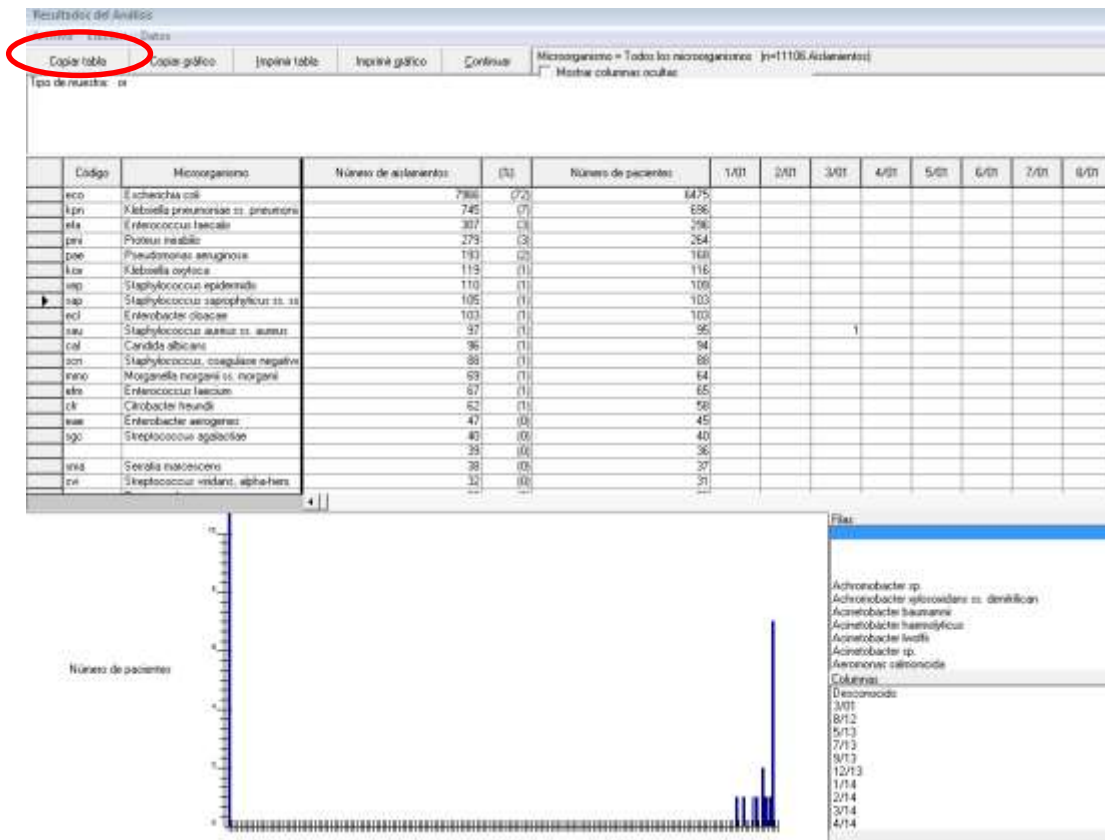 Resultados del Análisis
Datos
Copiar tabla Copiar gráfico Imprimir tabla Imprimir gráfico Continuar Microorganismo = Todos los microorganismos (n=11106 Aislamientos)
Mostrar columnas ocultas
Tipo de muestra: or
Código Microorganismo Número de aislamientos (%) Número de pacientes 1/01 2/01 3/01 4/01 5/01 6/01 7/01 8/01
eco Escherichia coli 7986 (72) 6475
kpn Klebsiella pneumoniae ss. pneumonia 745 (7) 696
efa Enterococcus faecalis 307 (3) 296
pmi Proteus mirabilis 279 (3) 264
pae Pseudomonas aeruginosa 193 (2) 168
kox Klebsiella oxytoca 119 (1) 116
sep Staphylococcus epidermidis 110 (1) 109
sap Staphylococcus saprophyticus ss. ss 105 (1) 103
ecl Enterobacter cloacae 103 (1) 103
sau Staphylococcus aureus ss. aureus 97 (1) 95 1
cal Candida albicans 96 (1) 94
scn Staphylococcus, coagulase negative 88 (1) 88
mmo Morganella morganii ss. morganii 69 (1) 64
efm Enterococcus faecium 67 (1) 65
cfr Citrobacter freundii 62 (1) 58
eae Enterobacter aerogenes 47 (0) 45
sgc Streptococcus agalactiae 40 (0) 40
39 (0) 36
sma Serratia marcescens 38 (0) 37
svi Streptococcus viridans, alpha-hem 32 (0) 31
Número de pacientes
Filas
Achromobacter sp.
Achromobacter xylosoxidans ss. denitrifican
Acinetobacter baumannii
Acinetobacter haemolyticus
Acinetobacter lwoffii
Acinetobacter sp.
Aeromonas salmonicida
Columnas
Desconocido
3/01
8/12
5/13
7/13
9/13
12/13
1/14
2/14
3/14
4/14